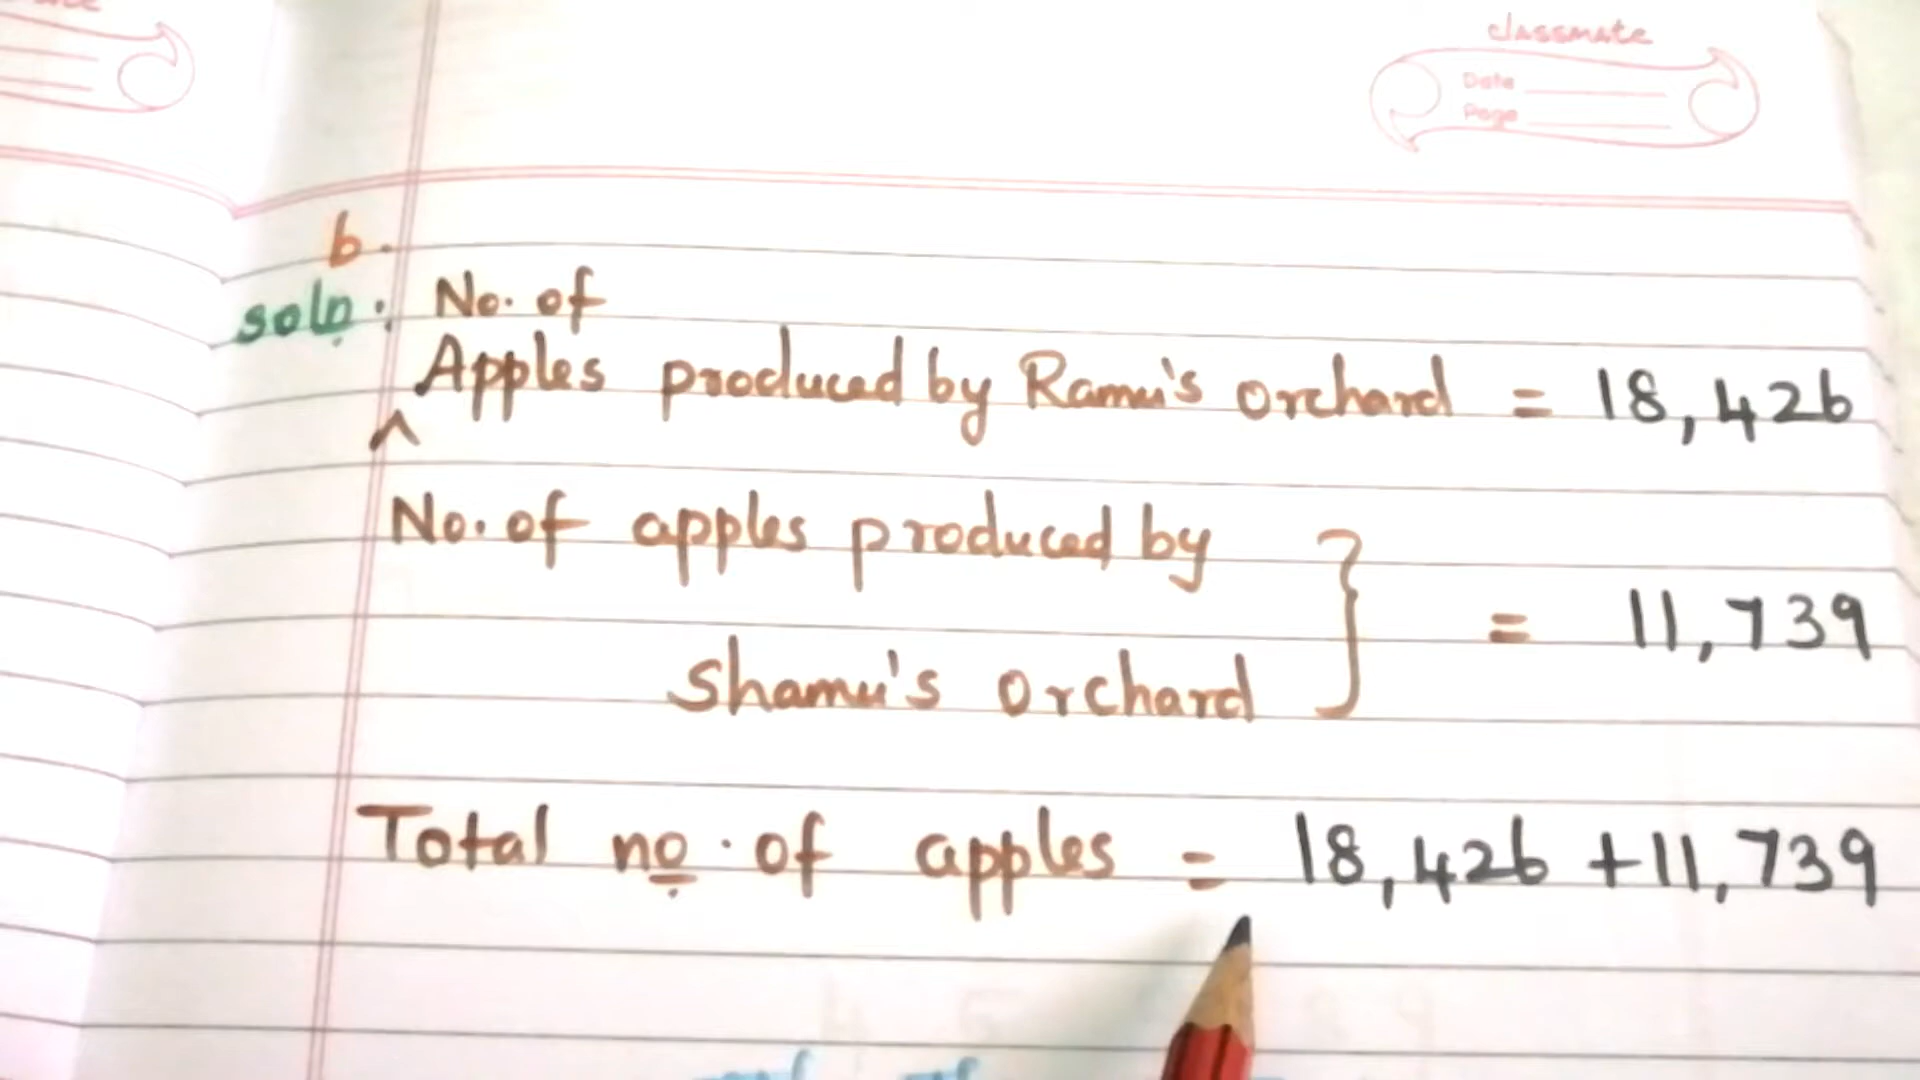 classmate
Date
Page
b.
soln: No. of
Apples produced by Ramu's orchard = 18,426
^
No. of apples produced by
Shamu's orchard } = 11,739
Total no. of apples = 18,426 + 11,739